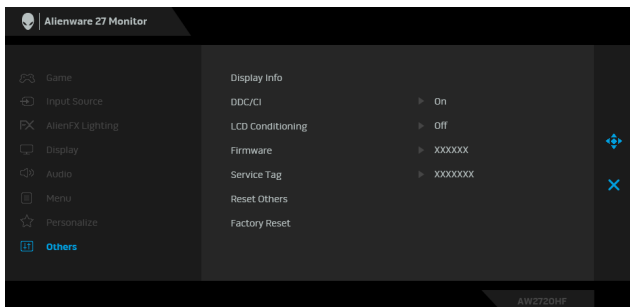 Alienware 27 Monitor
Game
Input Source
AlienFX Lighting
Display
Audio
Menu
Personalize
Others
Display Info
DDC/CI On
LCD Conditioning Off
Firmware XXXXXX
Service Tag XXXXXXX
Reset Others
Factory Reset
AW2720HF